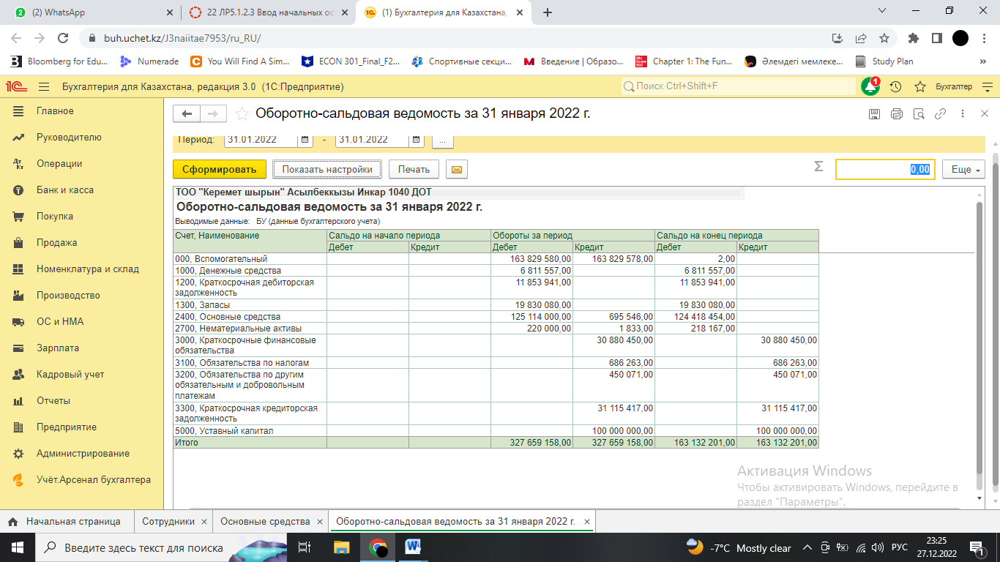 (2) WhatsApp
22 ЛР5.1.2.3 Ввод начальных ос
(1) Бухгалтерия для Казахстана,
buh.uchet.kz/J3naiitae7953/ru_RU/
Bloomberg for Edu... Numerade You Will Find A Sim... ECON 301_Final_F2... Спортивные секци... Введение | Образо... Chapter 1: The Fun... Әлемдегі мемлеке... Study Plan »
1С Бухгалтерия для Казахстана, редакция 3.0 (1С:Предприятие) Поиск Ctrl+Shift+F 1 Бухгалтер
Главное
Руководителю
Операции
Банк и касса
Покупка
Продажа
Номенклатура и склад
Производство
ОС и НМА
Зарплата
Кадровый учет
Отчеты
Предприятие
Администрирование
Учёт.Арсенал бухгалтера
Оборотно-сальдовая ведомость за 31 января 2022 г.
Период: 31.01.2022 - 31.01.2022 ...
Сформировать Показать настройки Печать Σ 0,00 Еще
ТОО "Керемет шырын" Асылбеккызы Инкар 1040 ДОТ
Оборотно-сальдовая ведомость за 31 января 2022 г.
Выводимые данные: БУ (данные бухгалтерского учета)
Счет, Наименование Сальдо на начало периода Обороты за период Сальдо на конец периода
Дебет Кредит Дебет Кредит Дебет Кредит
000, Вспомогательный 163 829 580,00 163 829 578,00 2,00
1000, Денежные средства 6 811 557,00 6 811 557,00
1200, Краткосрочная дебиторская 11 853 941,00 11 853 941,00
задолженность
1300, Запасы 19 830 080,00 19 830 080,00
2400, Основные средства 125 114 000,00 695 546,00 124 418 454,00
2700, Нематериальные активы 220 000,00 1 833,00 218 167,00
3000, Краткосрочные финансовые 30 880 450,00 30 880 450,00
обязательства
3100, Обязательства по налогам 686 263,00 686 263,00
3200, Обязательства по другим 450 071,00 450 071,00
обязательным и добровольным
платежам
3300, Краткосрочная кредиторская 31 115 417,00 31 115 417,00
задолженность
5000, Уставный капитал 100 000 000,00 100 000 000,00
Итого 327 659 158,00 327 659 158,00 163 132 201,00 163 132 201,00
Активация Windows
Чтобы активировать Windows, перейдите в
раздел "Параметры".
Начальная страница Сотрудники Основные средства Оборотно-сальдовая ведомость за 31 января 2022 г.
Введите здесь текст для поиска
-7°C Mostly clear РУС 23:25
27.12.2022
1